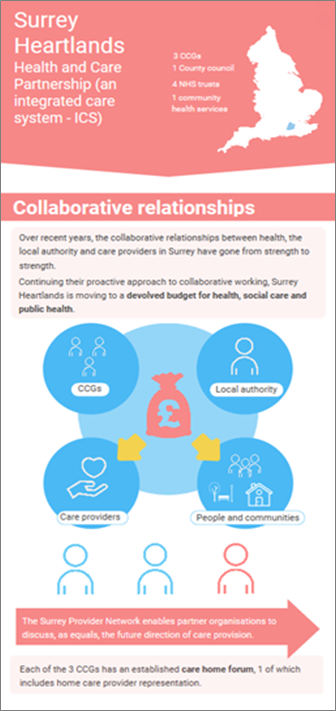 Surrey
Heartlands
Health and Care
Partnership (an
integrated care
system - ICS)
3 CCGs
1 County council
4 NHS trusts
1 community
health services
Collaborative relationships
Over recent years, the collaborative relationships between health, the
local authority and care providers in Surrey have gone from strength to
strength.
Continuing their proactive approach to collaborative working, Surrey
Heartlands is moving to a devolved budget for health, social care and
public health.
CCGs
Local authority
£
Care providers
People and communities
The Surrey Provider Network enables partner organisations to
discuss, as equals, the future direction of care provision.
Each of the 3 CCGs has an established care home forum, 1 of which
includes home care provider representation.